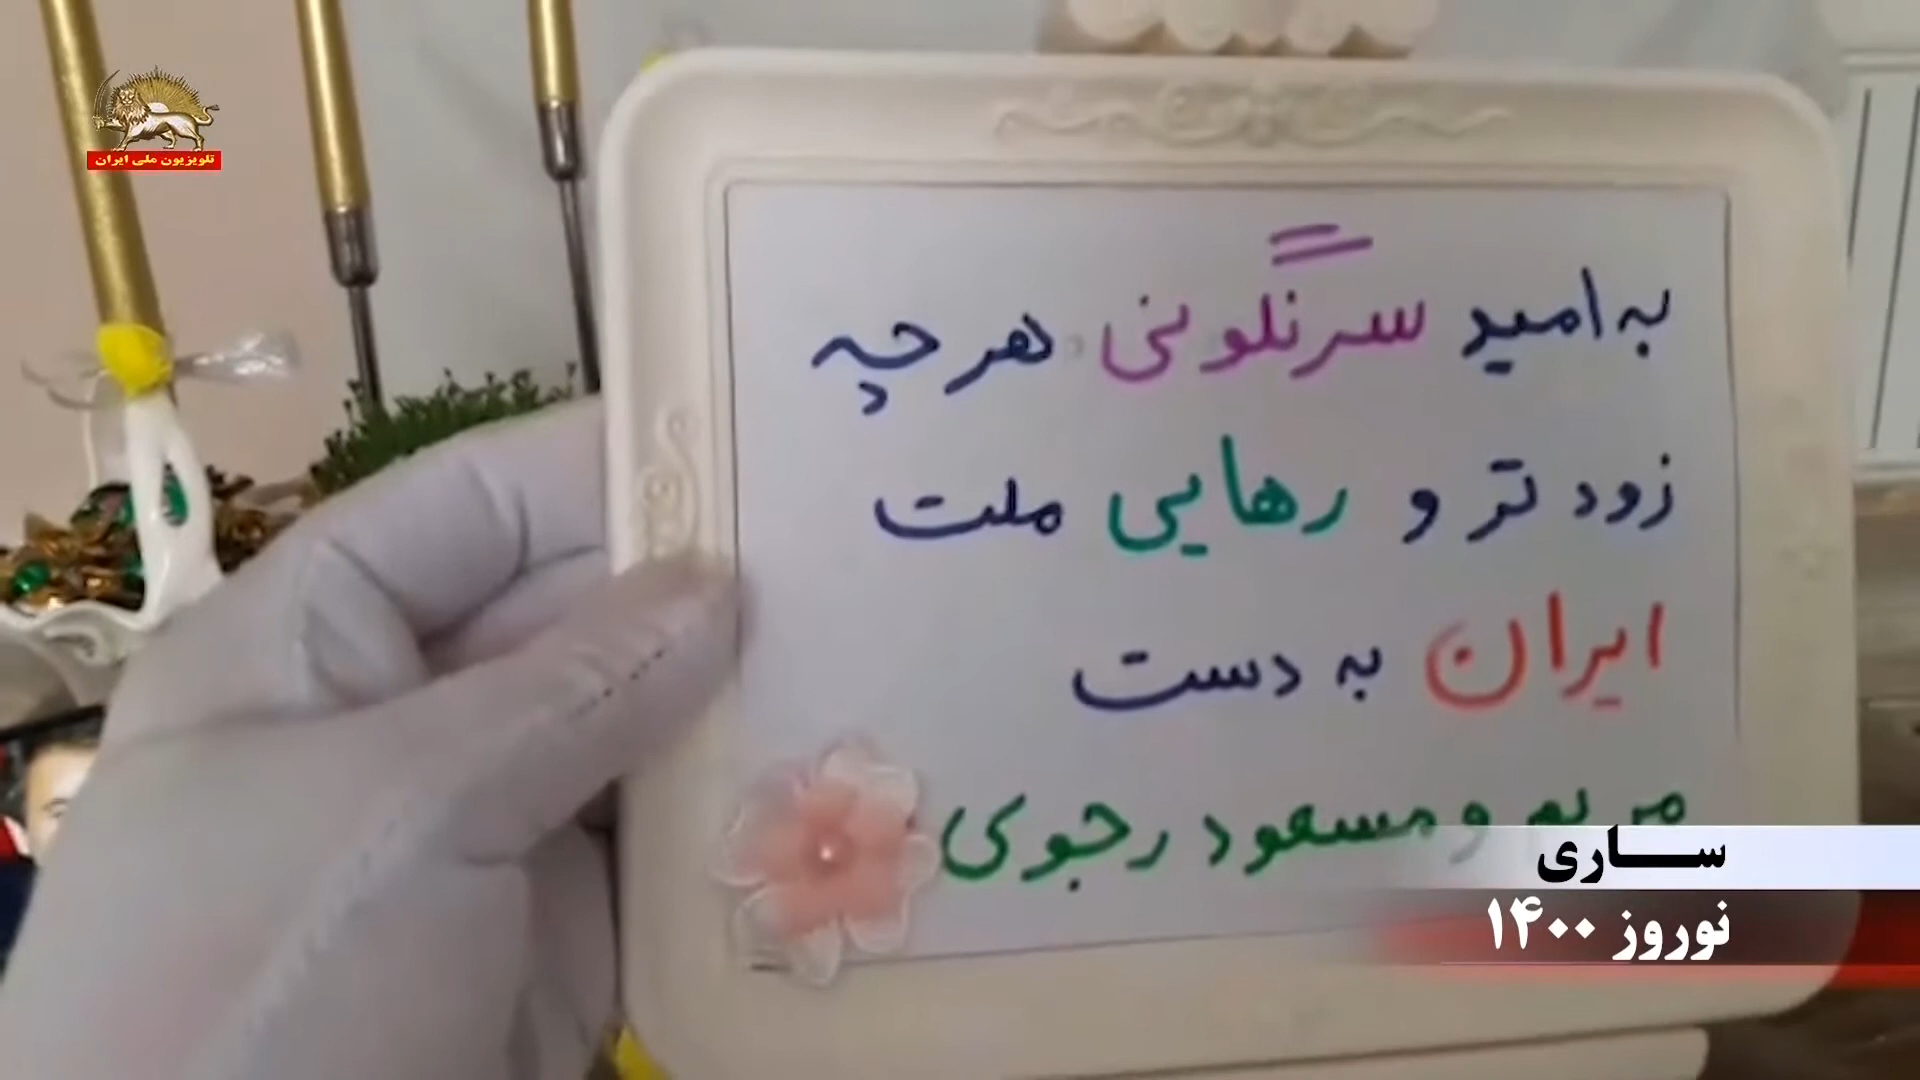 تلویزیون ملی ایران
به امید سرنگونی هرچه
زودتر و رهایی ملت
ایران به دست
مریم و مسعود رجوی
ساری
نوروز ۱۴۰۰